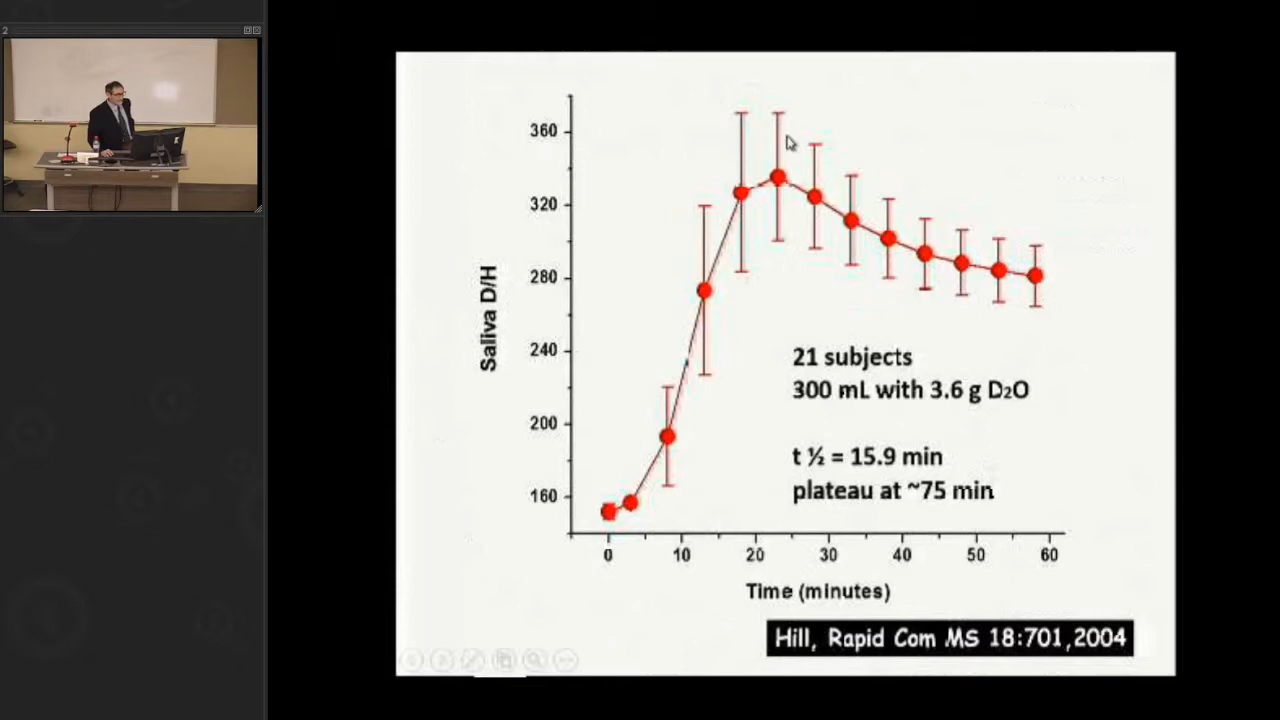 2
360
320
280
240
200
160
Saliva D/H
21 subjects
300 mL with 3.6 g D₂O
t ½ = 15.9 min
plateau at ~75 min
0 10 20 30 40 50 60
Time (minutes)
Hill, Rapid Com MS 18:701,2004